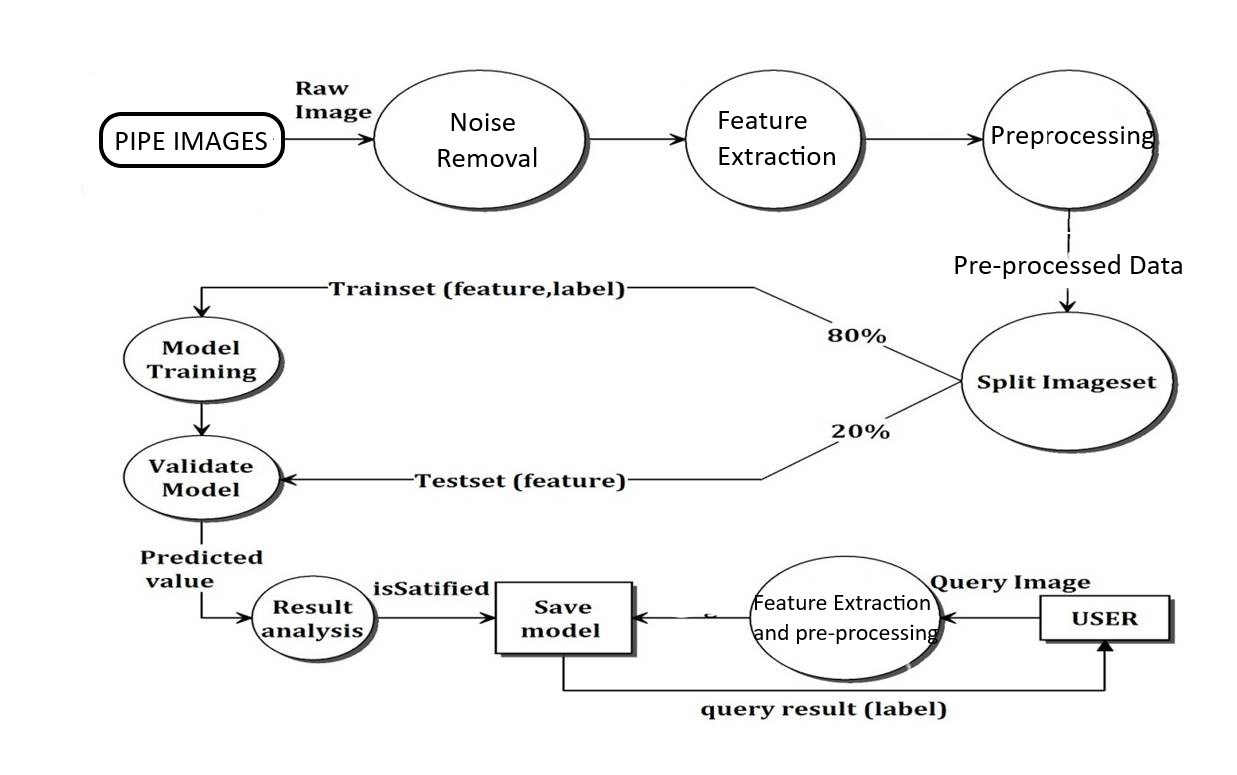 Raw
Image
PIPE IMAGES
Noise
Removal
Feature
Extraction
Preprocessing
Pre-processed Data
Trainset (feature,label)
80%
Model
Training
Split Imageset
20%
Validate
Model
Testset (feature)
Predicted
value
Result
analysis
isSatified
Save
model
Feature Extraction
and pre-processing
Query Image
USER
query result (label)